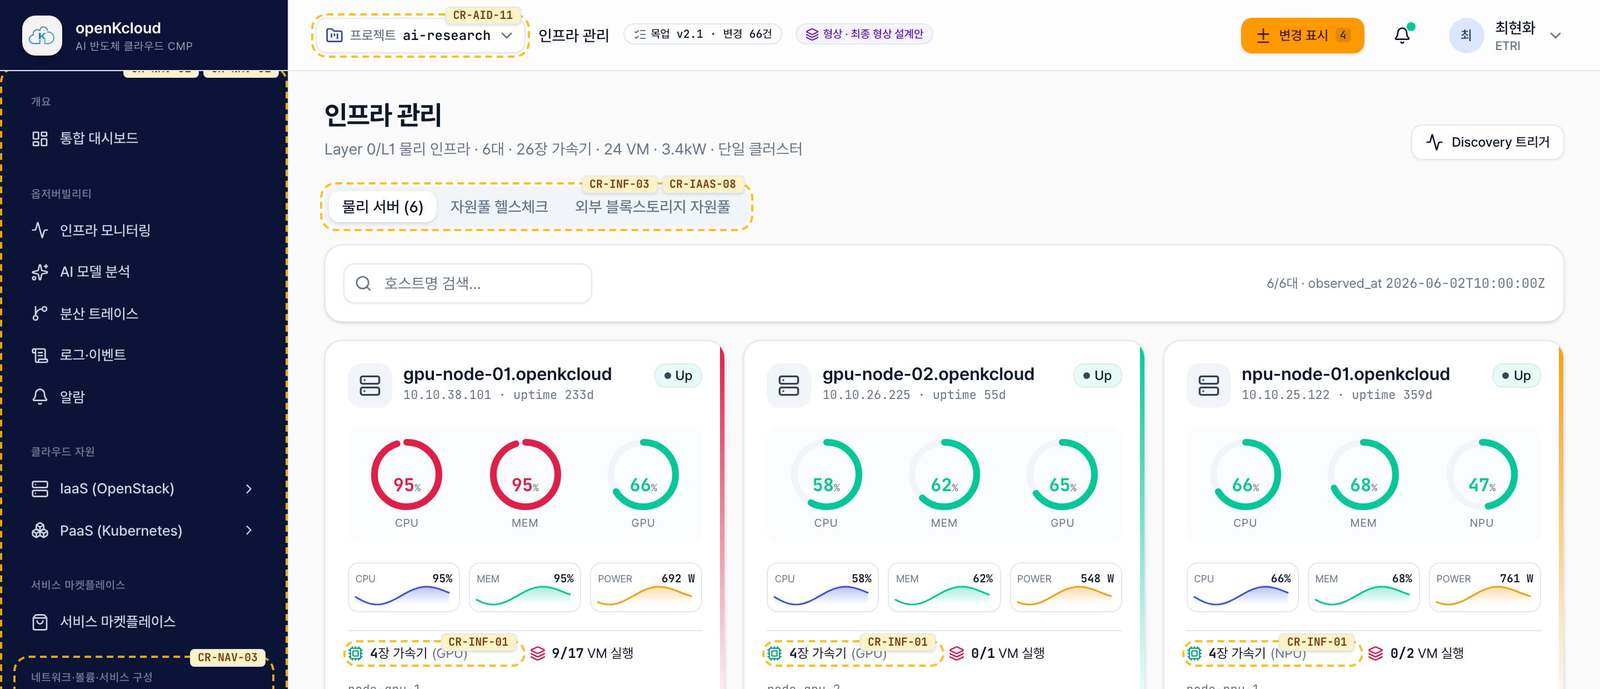 openKcloud
AI 반도체 클라우드 CMP
CR-AID-11
프로젝트 ai-research
인프라 관리
목업 v2.1 · 변경 66건
형상 · 최종 형상 설계안
변경 표시 4
최
최현화
ETRI
개요
통합 대시보드
옵저버빌리티
인프라 모니터링
AI 모델 분석
분산 트레이스
로그·이벤트
알람
클라우드 자원
IaaS (OpenStack)
PaaS (Kubernetes)
서비스 마켓플레이스
서비스 마켓플레이스
CR-NAV-03
네트워크·볼륨·서비스 구성
인프라 관리
Layer 0/L1 물리 인프라 · 6대 · 26장 가속기 · 24 VM · 3.4kW · 단일 클러스터
Discovery 트리거
CR-INF-03 CR-IAAS-08
물리 서버 (6) 자원풀 헬스체크 외부 블록스토리지 자원풀
호스트명 검색...
6/6대 · observed_at 2026-06-02T10:00:00Z
gpu-node-01.openkcloud
Up
10.10.38.101 · uptime 233d
95% 95% 66%
CPU MEM GPU
CPU 95% MEM 95% POWER 692 W
CR-INF-01
4장 가속기 (GPU) 9/17 VM 실행
gpu-node-02.openkcloud
Up
10.10.26.225 · uptime 55d
58% 62% 65%
CPU MEM GPU
CPU 58% MEM 62% POWER 548 W
CR-INF-01
4장 가속기 (GPU) 0/1 VM 실행
npu-node-01.openkcloud
Up
10.10.25.122 · uptime 359d
66% 68% 47%
CPU MEM NPU
CPU 66% MEM 68% POWER 761 W
CR-INF-01
4장 가속기 (NPU) 0/2 VM 실행